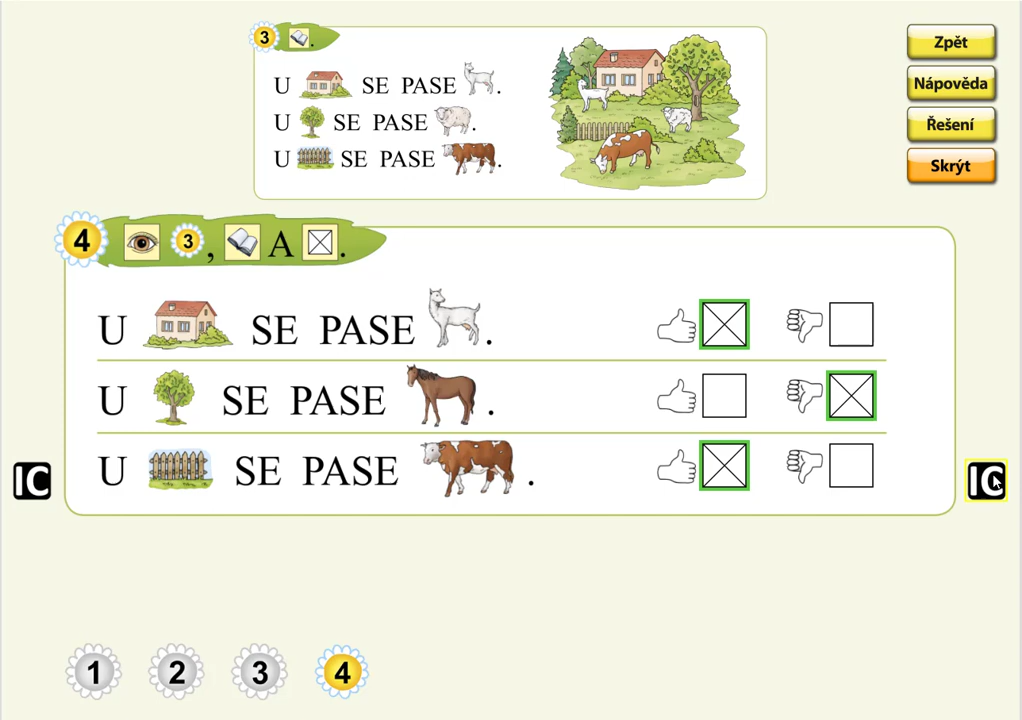 3 .
U SE PASE .
U SE PASE .
U SE PASE .
Zpět
Nápověda
Řešení
Skrýt
4 3 , A .
U SE PASE .
U SE PASE .
U SE PASE .
IC
IC
1 2 3 4